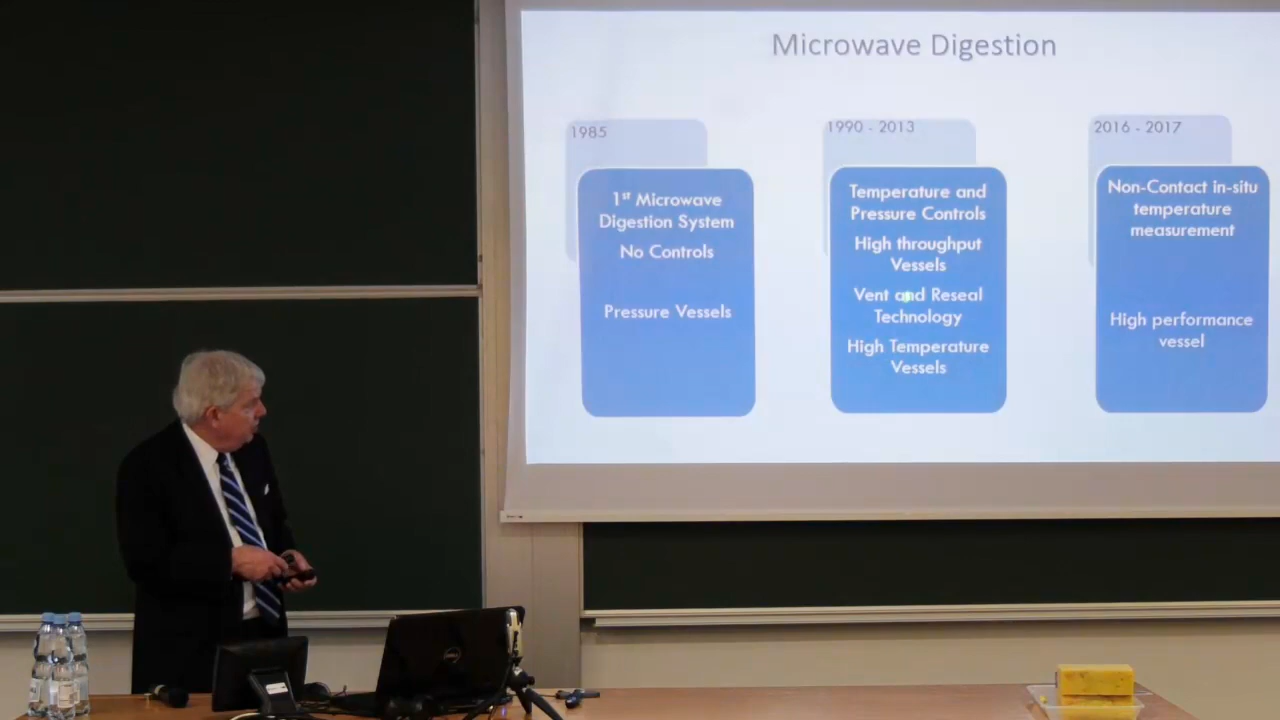 Microwave Digestion
1985
1st Microwave
Digestion System
No Controls
Pressure Vessels
1990 - 2013
Temperature and
Pressure Controls
High throughput
Vessels
Vent and Reseal
Technology
High Temperature
Vessels
2016 - 2017
Non-Contact in-situ
temperature
measurement
High performance
vessel
DELL